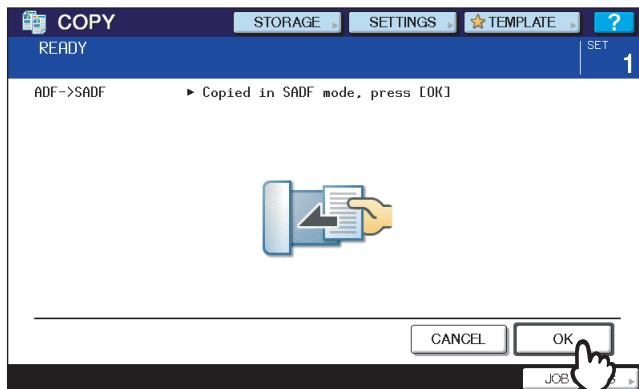 COPY STORAGE SETTINGS TEMPLATE ?
READY SET
1
ADF->SADF ► Copied in SADF mode, press [OK]
CANCEL OK
JOB